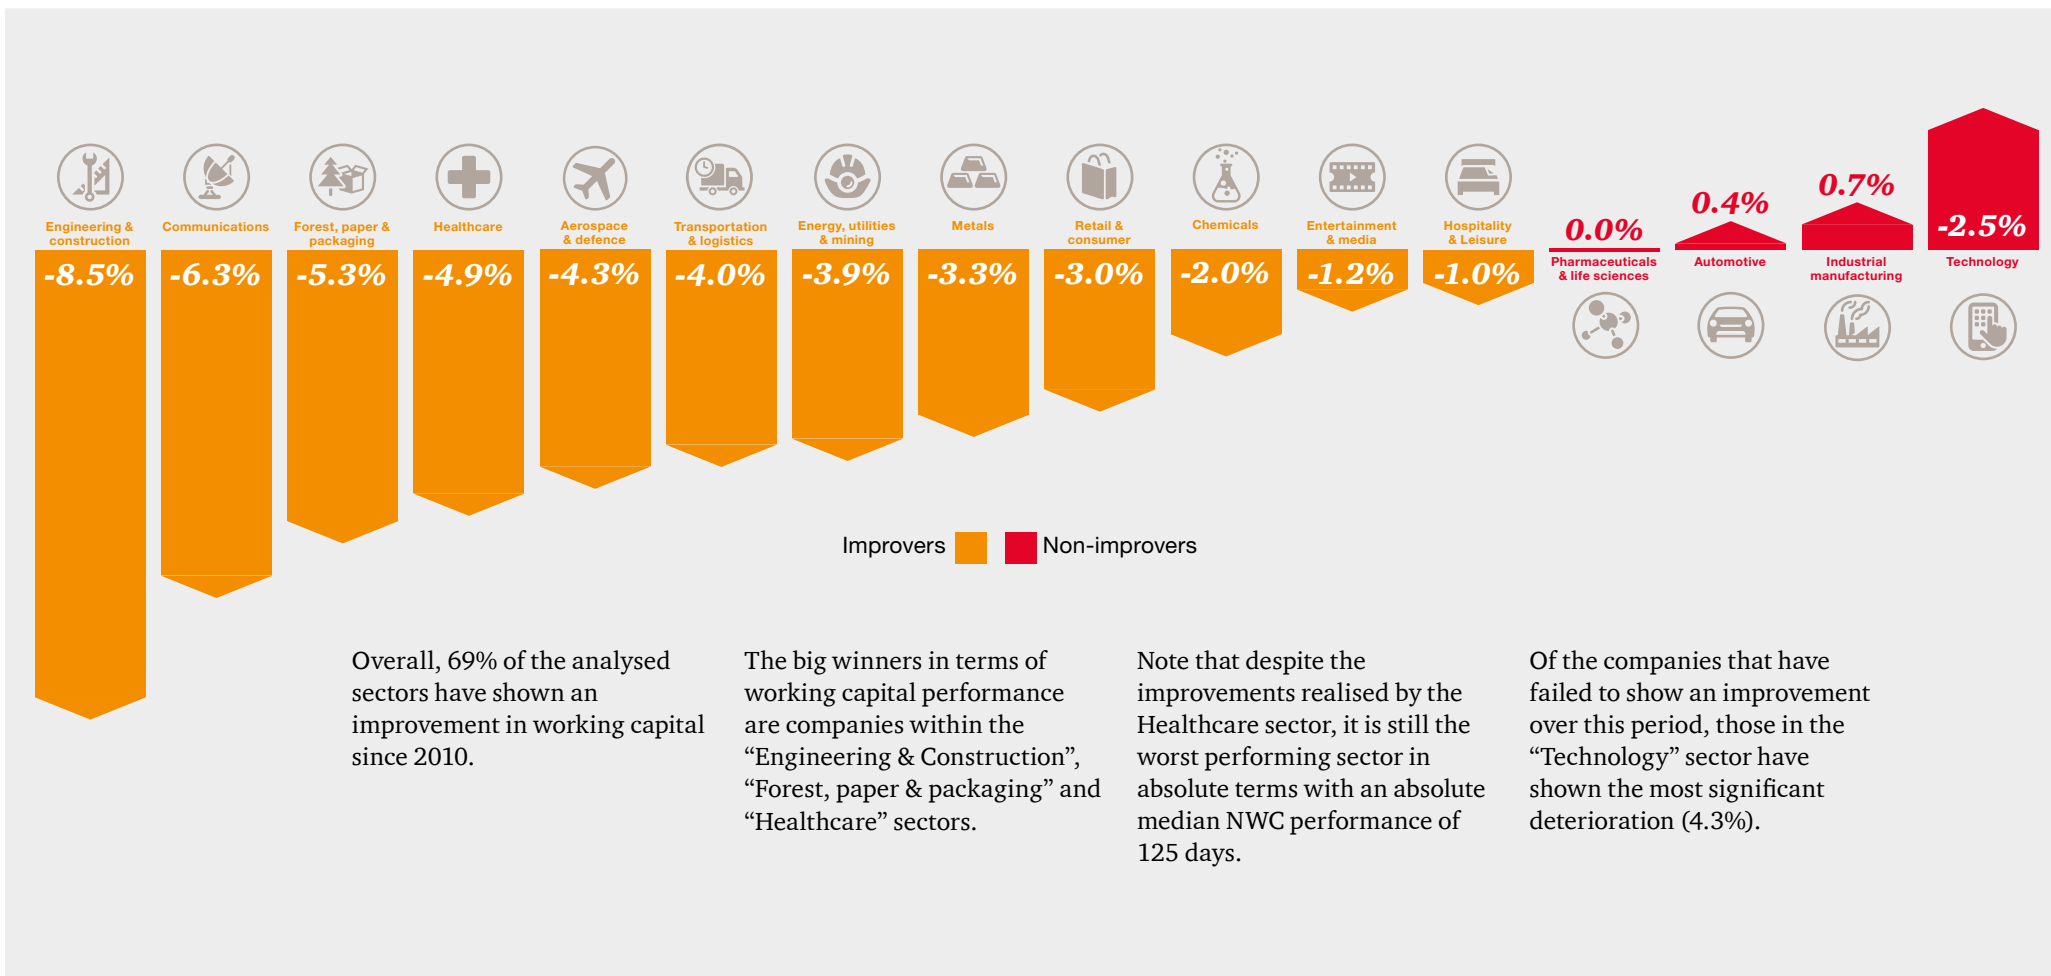 Engineering &
construction
-8.5%
Communications
-6.3%
Forest, paper &
packaging
-5.3%
Healthcare
-4.9%
Aerospace
& defence
-4.3%
Transportation
& logistics
-4.0%
Energy, utilities
& mining
-3.9%
Metals
-3.3%
Retail &
consumer
-3.0%
Chemicals
-2.0%
Entertainment
& media
-1.2%
Hospitality
& Leisure
-1.0%
0.0%
Pharmaceuticals
& life sciences
0.4%
Automotive
0.7%
Industrial
manufacturing
-2.5%
Technology
Improvers
Non-improvers
Overall, 69% of the analysed
sectors have shown an
improvement in working capital
since 2010.
The big winners in terms of
working capital performance
are companies within the
“Engineering & Construction”,
“Forest, paper & packaging” and
“Healthcare” sectors.
Note that despite the
improvements realised by the
Healthcare sector, it is still the
worst performing sector in
absolute terms with an absolute
median NWC performance of
125 days.
Of the companies that have
failed to show an improvement
over this period, those in the
“Technology” sector have
shown the most significant
deterioration (4.3%).